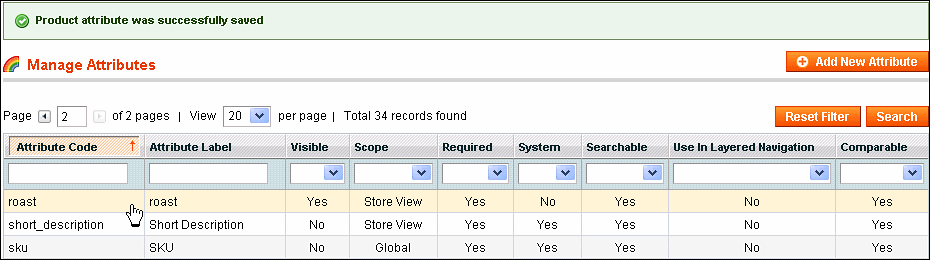 Product attribute was successfully saved
Manage Attributes
Add New Attribute
Page 2 of 2 pages | View 20 per page | Total 34 records found
Reset Filter Search
Attribute Code Attribute Label Visible Scope Required System Searchable Use In Layered Navigation Comparable
roast roast Yes Store View Yes No Yes No Yes
short_description Short Description No Store View Yes Yes Yes No Yes
sku SKU No Global Yes Yes Yes No Yes